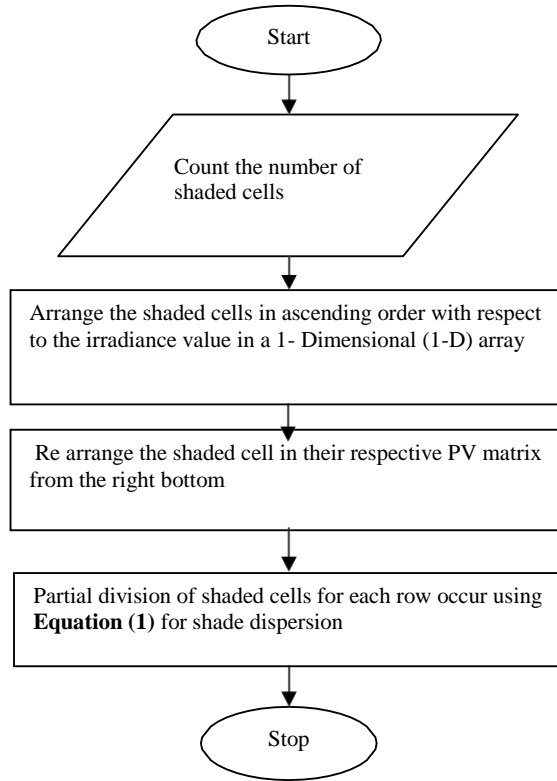 Start
Count the number of
shaded cells
Arrange the shaded cells in ascending order with respect
to the irradiance value in a 1- Dimensional (1-D) array
Re arrange the shaded cell in their respective PV matrix
from the right bottom
Partial division of shaded cells for each row occur using
Equation (1) for shade dispersion
Stop